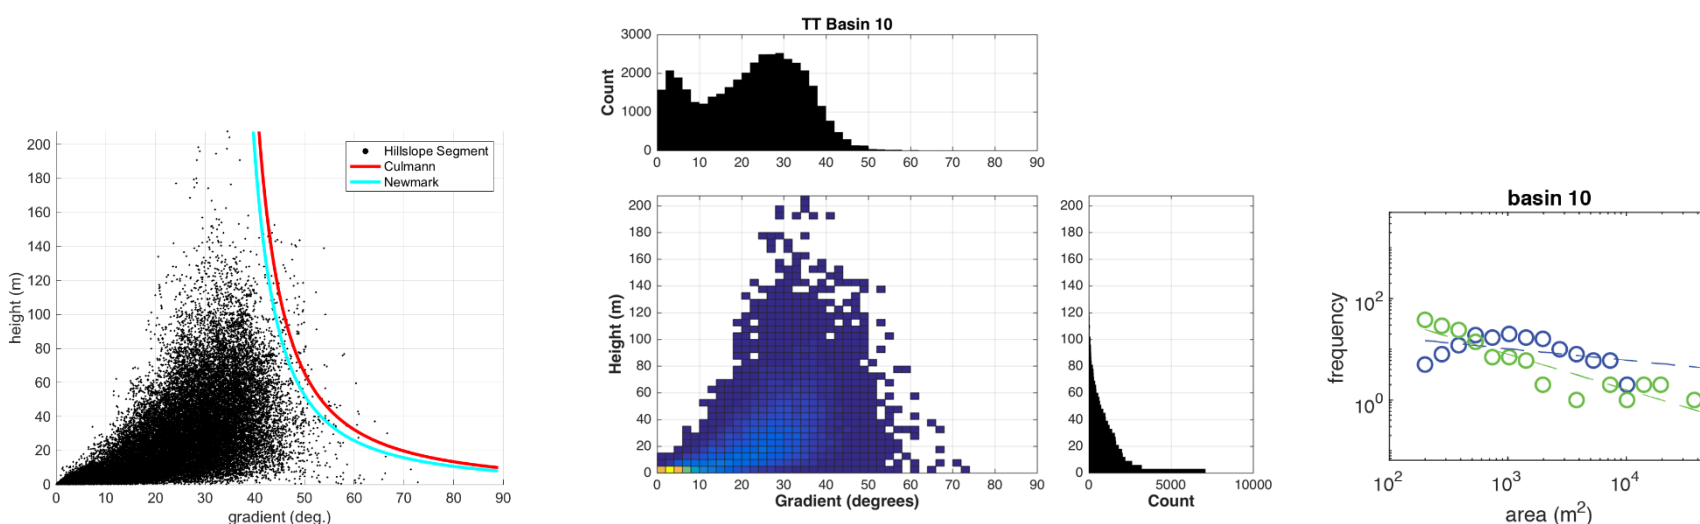 200
180
160
140
120
100
80
60
40
20
0
height (m)
0 10 20 30 40 50 60 70 80 90
gradient (deg.)
Hillslope Segment
Culmann
Newmark
TT Basin 10
3000
2000
1000
0
Count
0 10 20 30 40 50 60 70 80 90
200
180
160
140
120
100
80
60
40
20
0
Height (m)
0 10 20 30 40 50 60 70 80 90
Gradient (degrees)
200
180
160
140
120
100
80
60
40
20
0
0 5000 10000
Count
basin 10
10²
10⁰
frequency
10² 10³ 10⁴
area (m²)